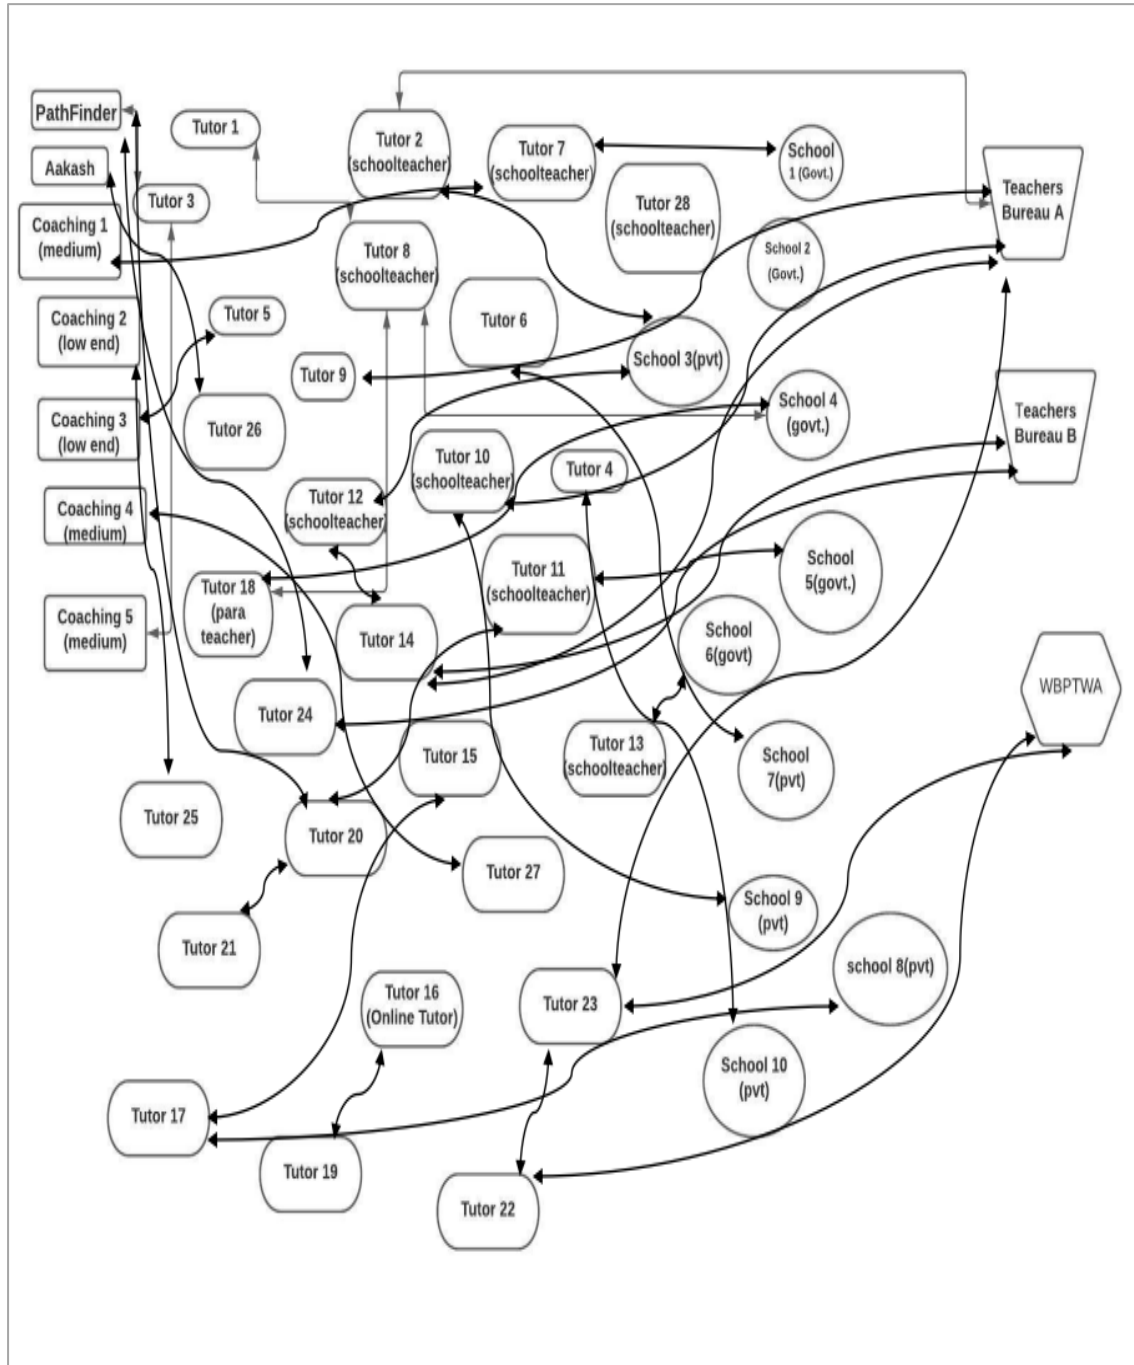 PathFinder
Tutor 1
Tutor 2
(schoolteacher)
Tutor 7
(schoolteacher)
School
1 (Govt.)
Aakash
Tutor 3
Tutor 28
(schoolteacher)
Teachers
Bureau A
Coaching 1
(medium)
Tutor 8
(schoolteacher)
School 2
(Govt.)
Coaching 2
(low end)
Tutor 5
Tutor 6
School 3(pvt)
Tutor 9
Coaching 3
(low end)
Tutor 26
School 4
(govt.)
Teachers
Bureau B
Tutor 10
(schoolteacher)
Tutor 4
Tutor 12
(schoolteacher)
Coaching 4
(medium)
Tutor 11
(schoolteacher)
School
5(govt.)
Tutor 18
(para
teacher)
Coaching 5
(medium)
Tutor 14
School
6(govt)
WBPTWA
Tutor 24
Tutor 15
Tutor 13
(schoolteacher)
School
7(pvt)
Tutor 25
Tutor 20
Tutor 27
School 9
(pvt)
Tutor 21
school 8(pvt)
Tutor 16
(Online Tutor)
Tutor 23
School 10
(pvt)
Tutor 17
Tutor 19
Tutor 22